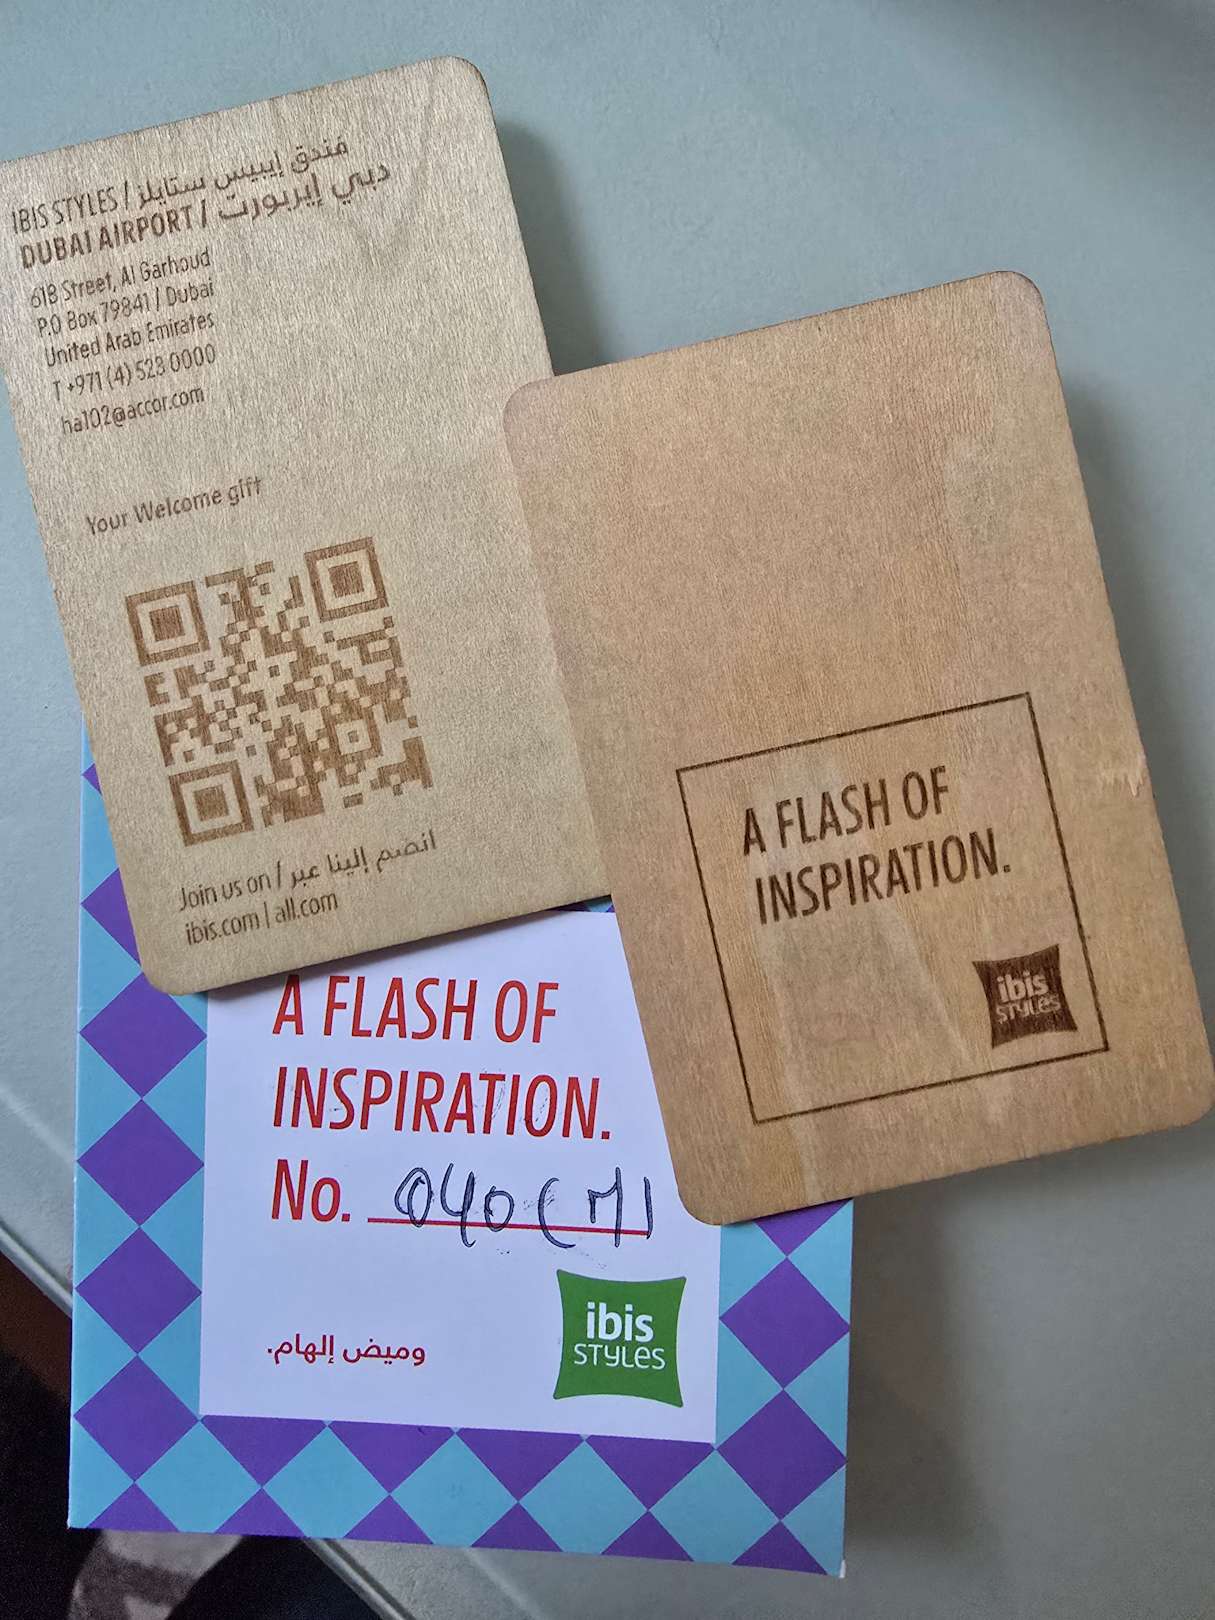 IBIS STYLES / فندق إيبيس ستايلز
DUBAI AIRPORT / دبي إيربورت
61B Street, Al Garhoud
P.O Box 79841 / Dubai
United Arab Emirates
T +971 (4) 523 0000
ha102@accor.com
Your Welcome gift
Join us on / انضم إلينا عبر
ibis.com | all.com
A FLASH OF
INSPIRATION.
ibis
STYLES
A FLASH OF
INSPIRATION.
No. 040
وميض إلهام.
ibis
STYLES